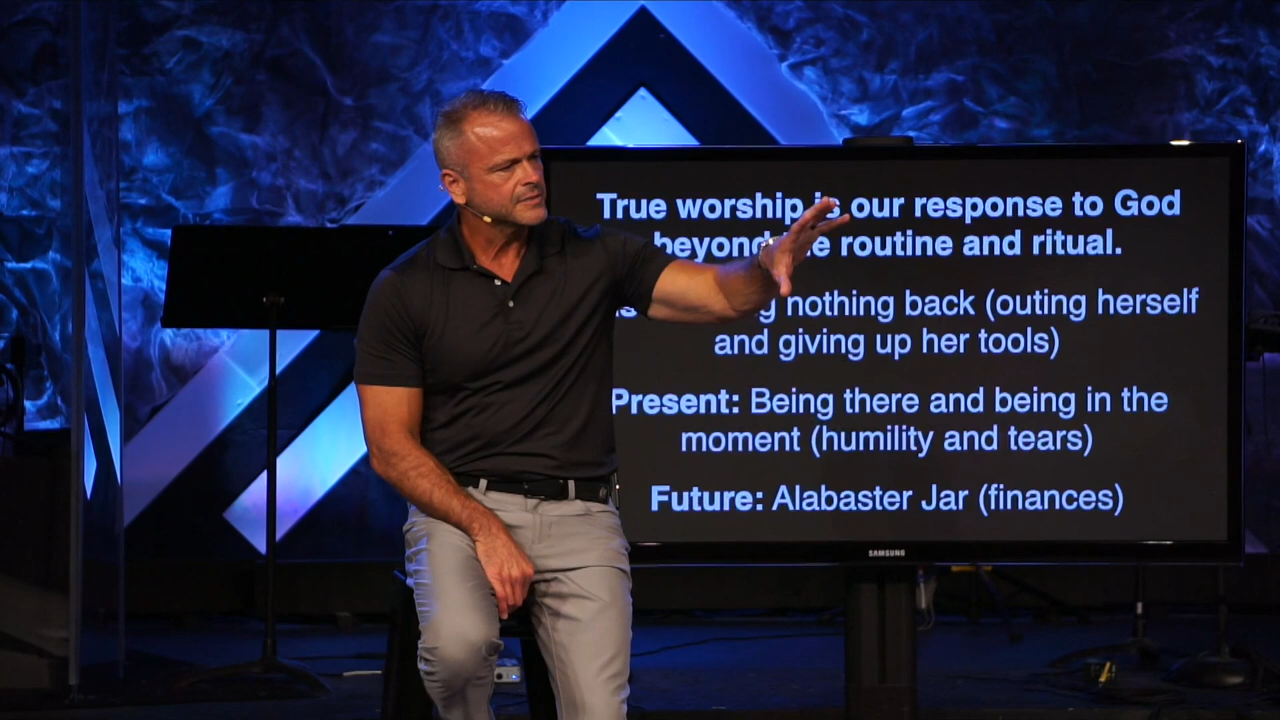 True worship is our response to God
beyond the routine and ritual.
nothing back (outing herself
and giving up her tools)
Present: Being there and being in the
moment (humility and tears)
Future: Alabaster Jar (finances)
SAMSUNG